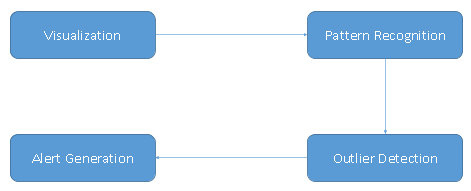 Visualization
Pattern Recognition
Outlier Detection
Alert Generation